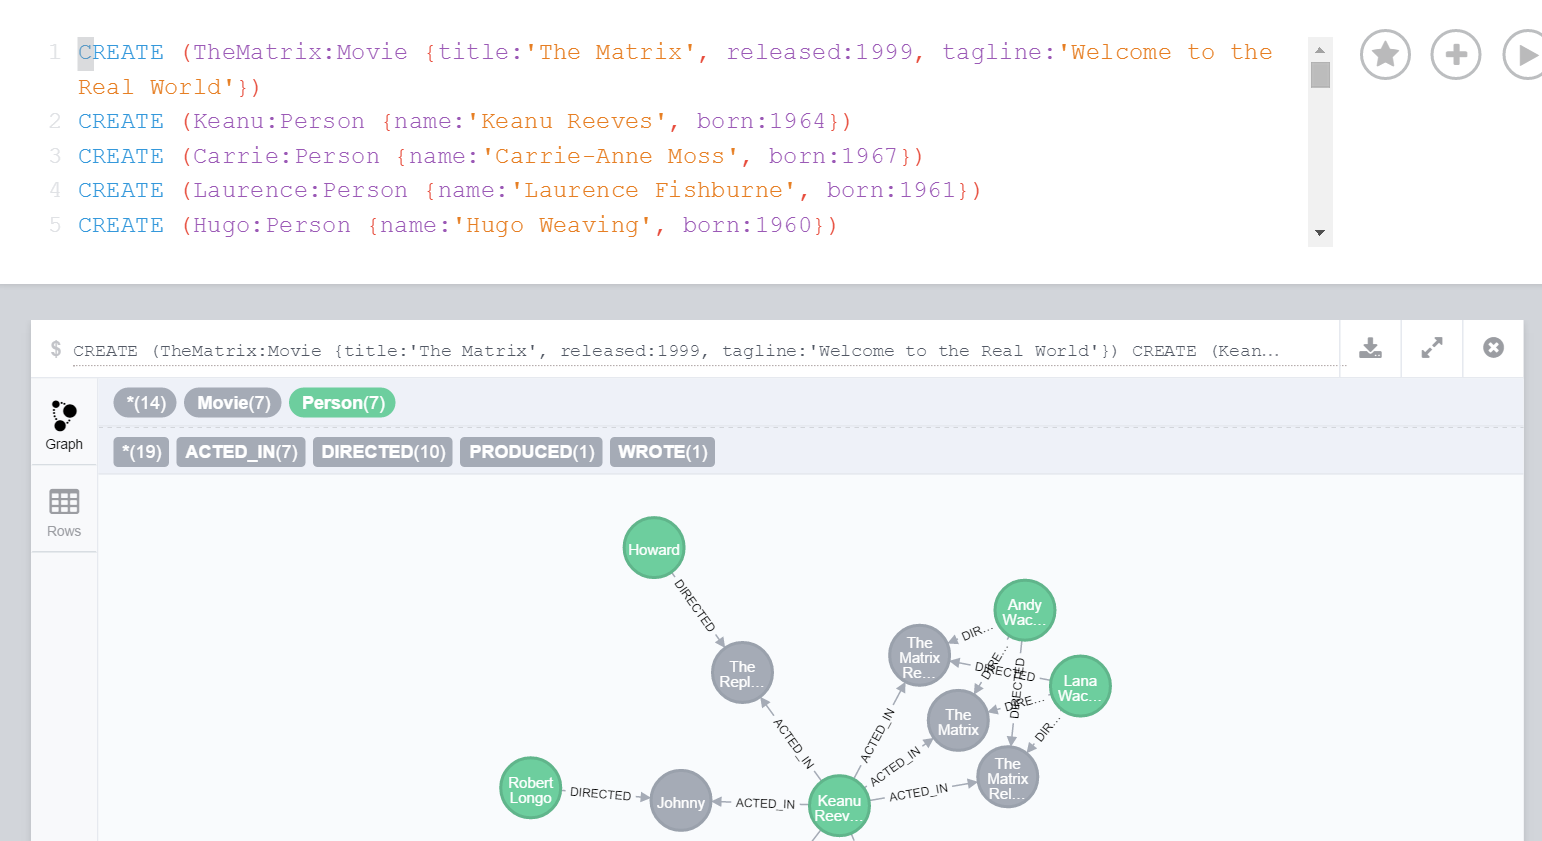 1 CREATE (TheMatrix:Movie {title:'The Matrix', released:1999, tagline:'Welcome to the
Real World'})
2 CREATE (Keanu:Person {name:'Keanu Reeves', born:1964})
3 CREATE (Carrie:Person {name:'Carrie-Anne Moss', born:1967})
4 CREATE (Laurence:Person {name:'Laurence Fishburne', born:1961})
5 CREATE (Hugo:Person {name:'Hugo Weaving', born:1960})
$ CREATE (TheMatrix:Movie {title:'The Matrix', released:1999, tagline:'Welcome to the Real World'}) CREATE (Kean...
*(14) Movie(7) Person(7)
Graph
*(19) ACTED_IN(7) DIRECTED(10) PRODUCED(1) WROTE(1)
Rows
Howard
DIRECTED
The
Repl...
ACTED_IN
Andy
Wac...
DIR...
DIRE...
DIRECTED
The
Matrix
Re...
DIRECTED
Lana
Wac...
DIRE...
DIR...
The
Matrix
The
Matrix
Rel...
ACTED_IN
ACTED_IN
ACTED_IN
Robert
Longo
DIRECTED
Johnny
ACTED_IN
Keanu
Reev...